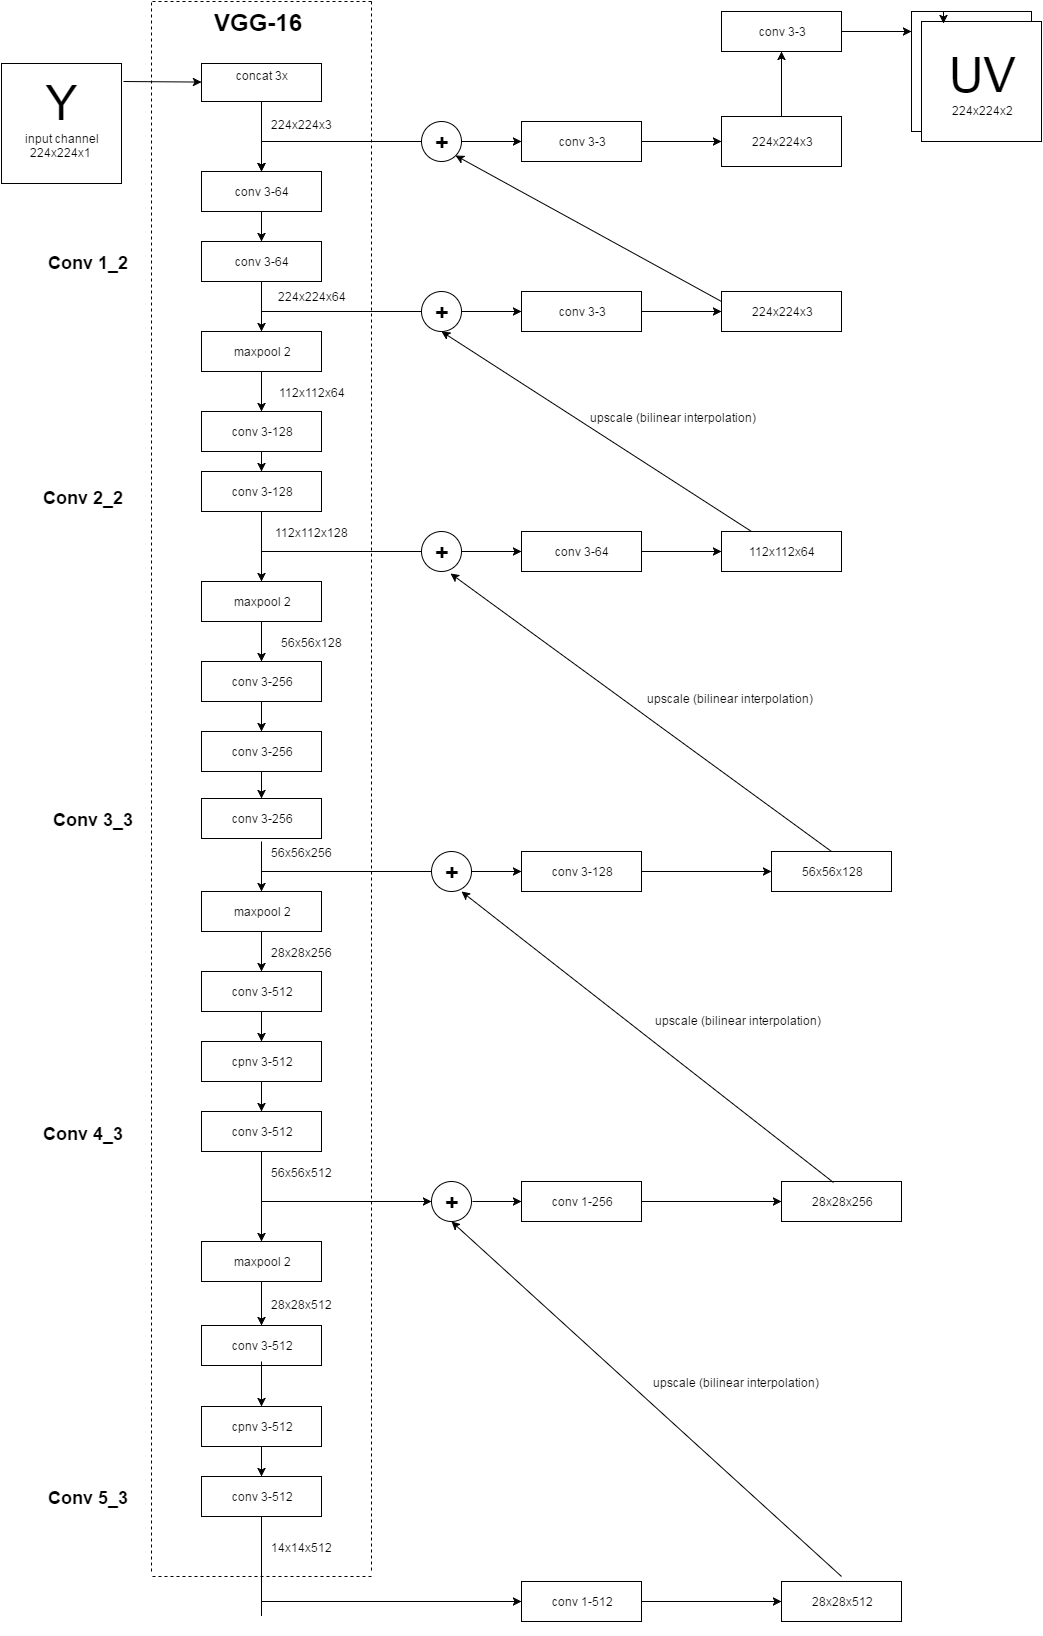 VGG-16
conv 3-3
concat 3x
Y
input channel
224x224x1
UV
224x224x2
224x224x3
conv 3-3
224x224x3
conv 3-64
conv 3-64
Conv 1_2
224x224x64
conv 3-3
224x224x3
+
+
maxpool 2
112x112x64
upscale (bilinear interpolation)
conv 3-128
conv 3-128
Conv 2_2
112x112x128
+
conv 3-64
112x112x64
maxpool 2
56x56x128
conv 3-256
upscale (bilinear interpolation)
conv 3-256
conv 3-256
Conv 3_3
56x56x256
+
conv 3-128
56x56x128
maxpool 2
28x28x256
conv 3-512
upscale (bilinear interpolation)
cpnv 3-512
conv 3-512
Conv 4_3
56x56x512
+
conv 1-256
28x28x256
maxpool 2
28x28x512
conv 3-512
upscale (bilinear interpolation)
cpnv 3-512
conv 3-512
Conv 5_3
14x14x512
conv 1-512
28x28x512